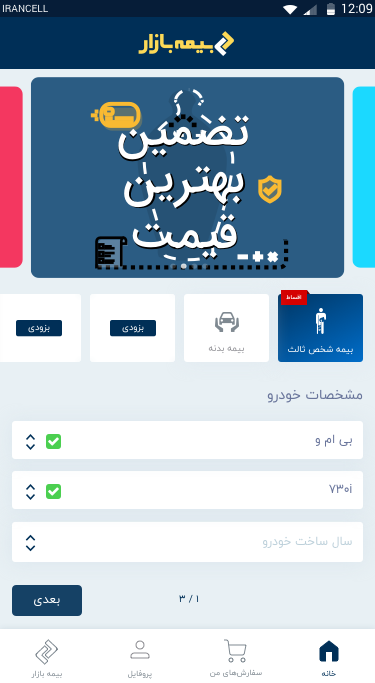 IRANCELL
12:09
بیمه بازار
تضمین
بهترین
قیمت
اقساط
بیمه شخص ثالث
بیمه بدنه
بزودی
بزودی
مشخصات خودرو
بی ام و
۷۳۰i
سال ساخت خودرو
۱ / ۳
بعدی
خانه
سفارش‌های من
پروفایل
بیمه بازار